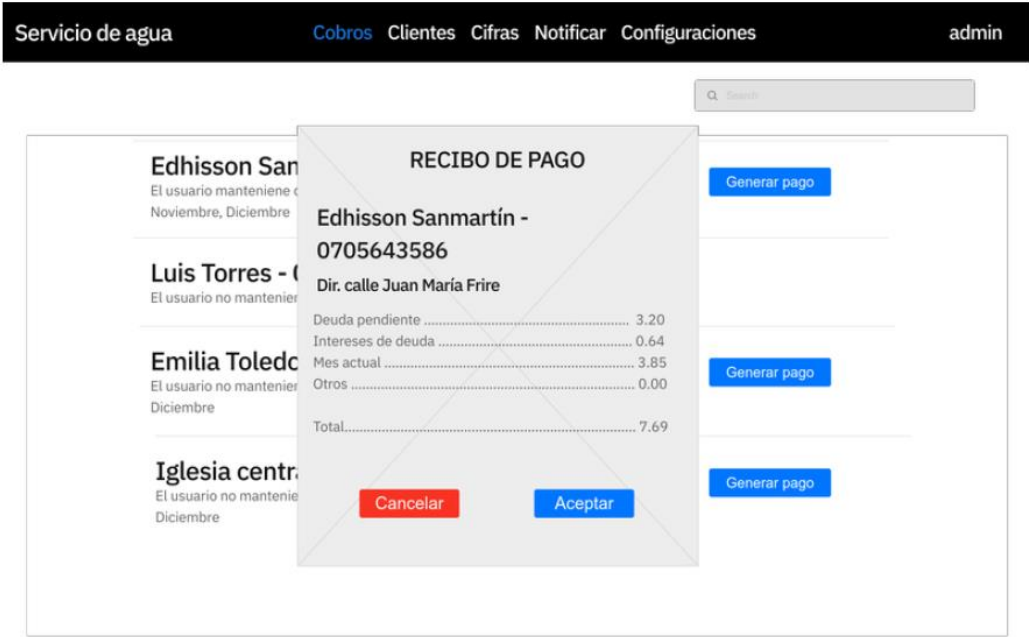 Servicio de agua Cobros Clientes Cifras Notificar Configuraciones admin
Search
RECIBO DE PAGO
Edhisson Sanmartín -
0705643586
Dir. calle Juan María Frire
Deuda pendiente ........................................................ 3.20
Intereses de deuda ..................................................... 0.64
Mes actual .................................................................... 3.85
Otros ............................................................................ 0.00
Total.............................................................................. 7.69
Cancelar Aceptar
Edhisson San
El usuario manteniene
Noviembre, Diciembre
Generar pago
Luis Torres -
El usuario no mantenie
Emilia Toledo
El usuario no mantenie
Diciembre
Generar pago
Iglesia centr
El usuario no mantenie
Diciembre
Generar pago